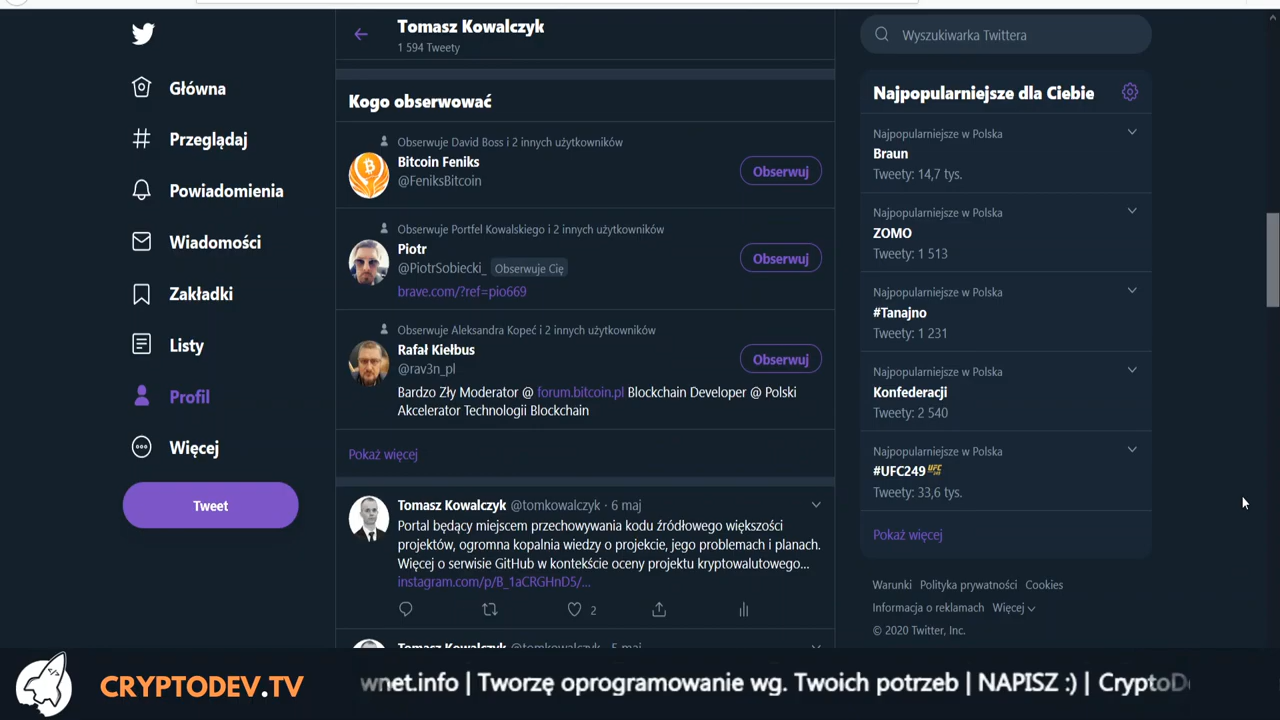 Główna
Przeglądaj
Powiadomienia
Wiadomości
Zakładki
Listy
Profil
Więcej
Tweet
Tomasz Kowalczyk
1 594 Tweety
Kogo obserwować
Obserwuje David Boss i 2 innych użytkowników
Bitcoin Feniks
@FeniksBitcoin
Obserwuj
Obserwuje Portfel Kowalskiego i 2 innych użytkowników
Piotr
@PiotrSobiecki_ Obserwuje Cię
Obserwuj
brave.com/?ref=pio669
Obserwuje Aleksandra Kopeć i 2 innych użytkowników
Rafał Kiełbus
@rav3n_pl
Obserwuj
Bardzo Zły Moderator @ forum.bitcoin.pl Blockchain Developer @ Polski
Akcelerator Technologii Blockchain
Pokaż więcej
Tomasz Kowalczyk @tomkowalczyk · 6 maj
Portal będący miejscem przechowywania kodu źródłowego większości
projektów, ogromna kopalnia wiedzy o projekcie, jego problemach i planach.
Więcej o serwisie GitHub w kontekście oceny projektu kryptowalutowego...
instagram.com/p/B_1aCRGHnD5/...
2
Tomasz Kowalczyk @tomkowalczyk · 5 maj
Wyszukiwarka Twittera
Najpopularniejsze dla Ciebie
Najpopularniejsze w Polska
Braun
Tweety: 14,7 tys.
Najpopularniejsze w Polska
ZOMO
Tweety: 1 513
Najpopularniejsze w Polska
#Tanajno
Tweety: 1 231
Najpopularniejsze w Polska
Konfederacji
Tweety: 2 540
Najpopularniejsze w Polska
#UFC249
Tweety: 33,6 tys.
Pokaż więcej
Warunki Polityka prywatności Cookies
Informacja o reklamach Więcej
© 2020 Twitter, Inc.
CRYPTODEV.TV
wnet.info | Tworzę oprogramowanie wg. Twoich potrzeb | NAPISZ :) | CryptoD